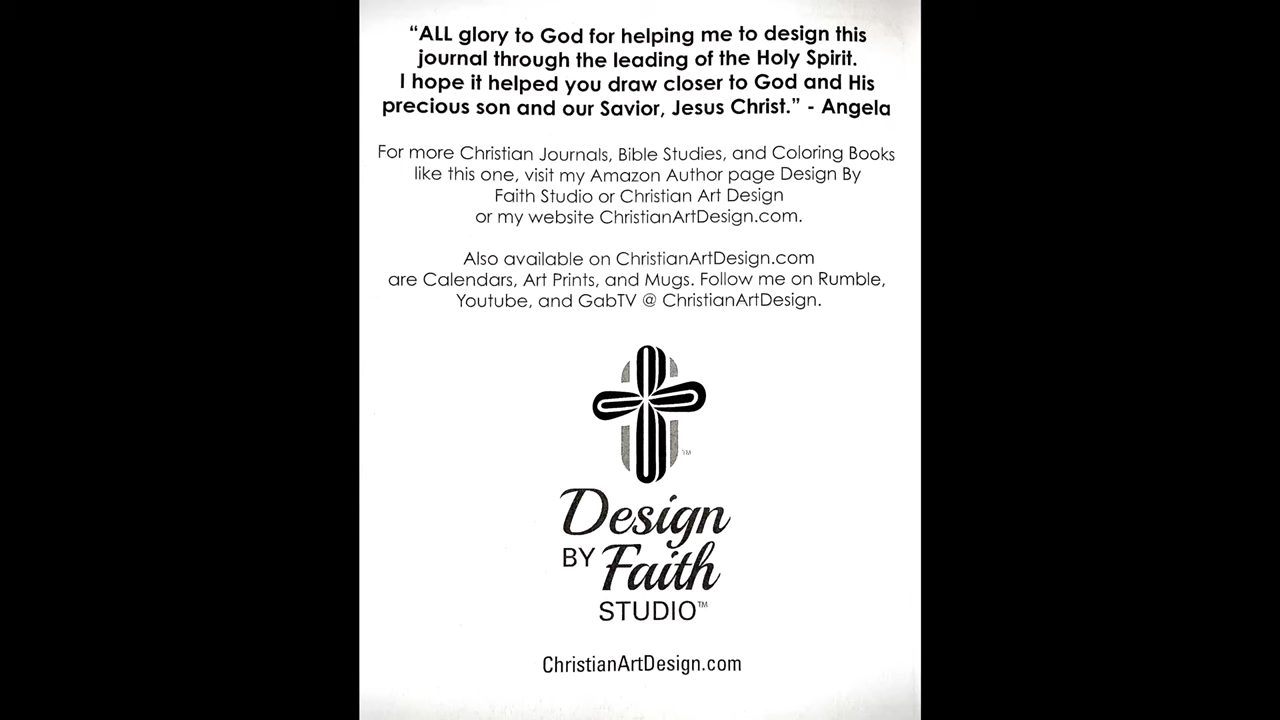 “ALL glory to God for helping me to design this
journal through the leading of the Holy Spirit.
I hope it helped you draw closer to God and His
precious son and our Savior, Jesus Christ.” - Angela
For more Christian Journals, Bible Studies, and Coloring Books
like this one, visit my Amazon Author page Design By
Faith Studio or Christian Art Design
or my website ChristianArtDesign.com.
Also available on ChristianArtDesign.com
are Calendars, Art Prints, and Mugs. Follow me on Rumble,
Youtube, and GabTV @ ChristianArtDesign.
TM
Design
BY Faith
STUDIO™
ChristianArtDesign.com